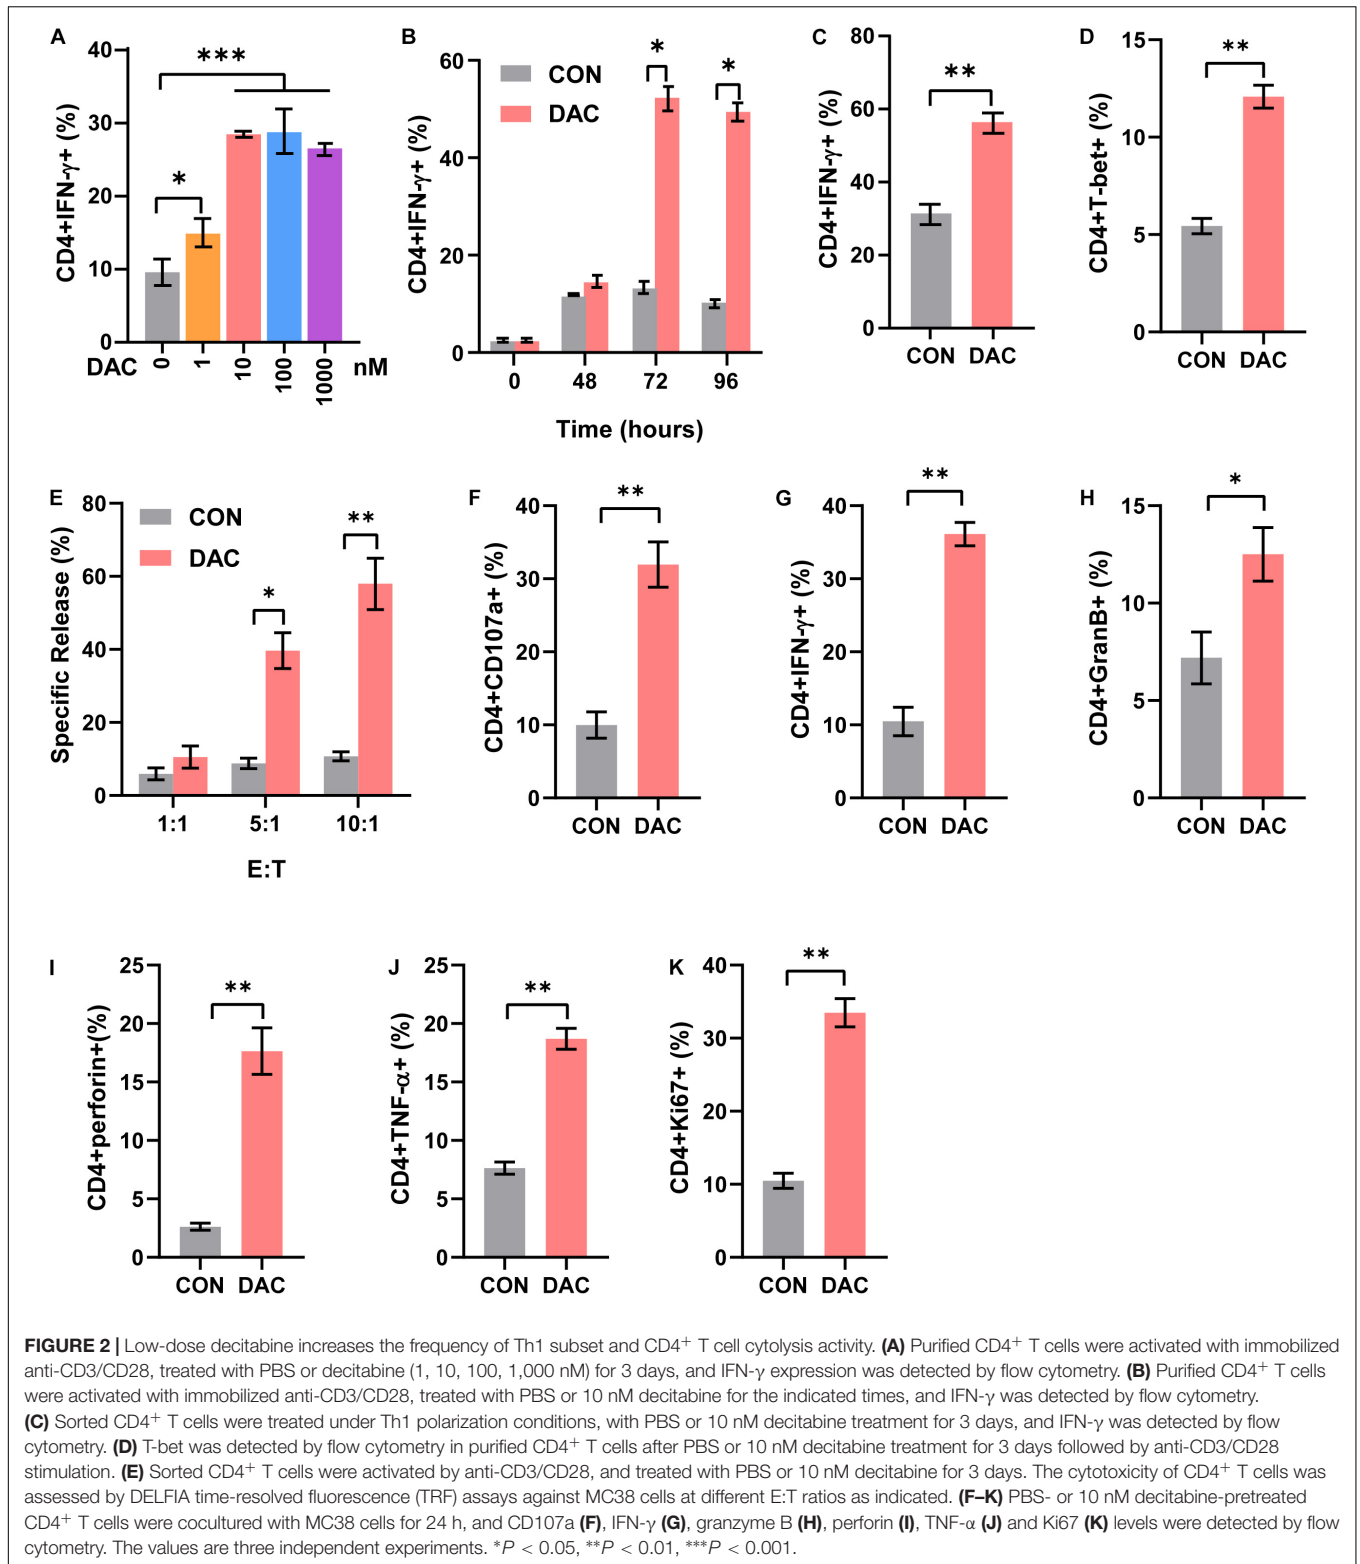 A
CD4+IFN-γ+ (%)
40
30
20
10
0
***
*
DAC
0
1
10
100
1000
nM
B
CD4+IFN-γ+ (%)
60
40
20
0
CON
DAC
*
*
0 48 72 96
Time (hours)
C
CD4+IFN-γ+ (%)
80
60
40
20
0
**
CON DAC
D
CD4+T-bet+ (%)
15
10
5
0
**
CON DAC
E
Specific Release (%)
80
60
40
20
0
CON
DAC
*
**
1:1 5:1 10:1
E:T
F
CD4+CD107a+ (%)
40
30
20
10
0
**
CON DAC
G
CD4+IFN-γ+ (%)
40
30
20
10
0
**
CON DAC
H
CD4+GranB+ (%)
15
10
5
0
*
CON DAC
I
CD4+perforin+(%)
25
20
15
10
5
0
**
CON DAC
J
CD4+TNF-α+ (%)
25
20
15
10
5
0
**
CON DAC
K
CD4+Ki67+ (%)
40
30
20
10
0
**
CON DAC
FIGURE 2 | Low-dose decitabine increases the frequency of Th1 subset and CD4+ T cell cytolysis activity. (A) Purified CD4+ T cells were activated with immobilized
anti-CD3/CD28, treated with PBS or decitabine (1, 10, 100, 1,000 nM) for 3 days, and IFN-γ expression was detected by flow cytometry. (B) Purified CD4+ T cells
were activated with immobilized anti-CD3/CD28, treated with PBS or 10 nM decitabine for the indicated times, and IFN-γ was detected by flow cytometry.
(C) Sorted CD4+ T cells were treated under Th1 polarization conditions, with PBS or 10 nM decitabine treatment for 3 days, and IFN-γ was detected by flow
cytometry. (D) T-bet was detected by flow cytometry in purified CD4+ T cells after PBS or 10 nM decitabine treatment for 3 days followed by anti-CD3/CD28
stimulation. (E) Sorted CD4+ T cells were activated by anti-CD3/CD28, and treated with PBS or 10 nM decitabine for 3 days. The cytotoxicity of CD4+ T cells was
assessed by DELFIA time-resolved fluorescence (TRF) assays against MC38 cells at different E:T ratios as indicated. (F–K) PBS- or 10 nM decitabine-pretreated
CD4+ T cells were cocultured with MC38 cells for 24 h, and CD107a (F), IFN-γ (G), granzyme B (H), perforin (I), TNF-α (J) and Ki67 (K) levels were detected by flow
cytometry. The values are three independent experiments. *P < 0.05, **P < 0.01, ***P < 0.001.